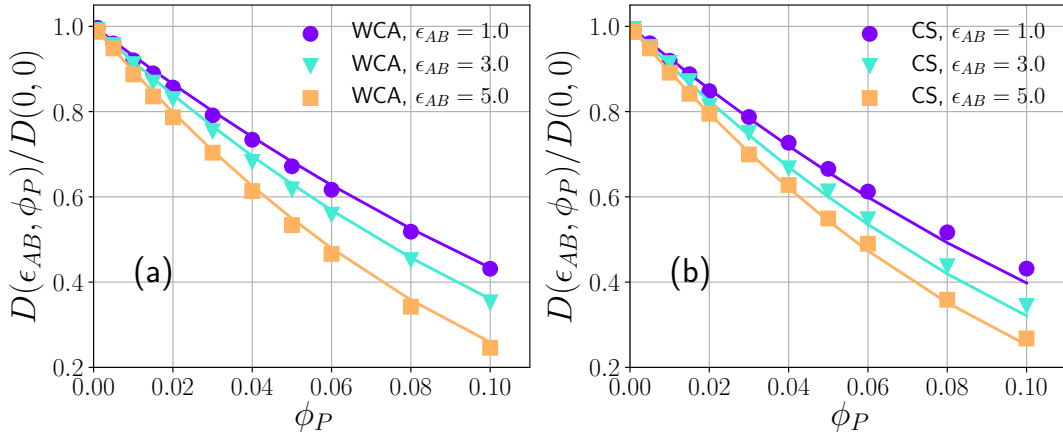 D(ϵ_AB, ϕ_P)/D(0, 0)
1.0
0.8
0.6
0.4
0.2
WCA, ϵ_AB = 1.0
WCA, ϵ_AB = 3.0
WCA, ϵ_AB = 5.0
(a)
0.00 0.02 0.04 0.06 0.08 0.10
ϕ_P
D(ϵ_AB, ϕ_P)/D(0, 0)
1.0
0.8
0.6
0.4
0.2
CS, ϵ_AB = 1.0
CS, ϵ_AB = 3.0
CS, ϵ_AB = 5.0
(b)
0.00 0.02 0.04 0.06 0.08 0.10
ϕ_P